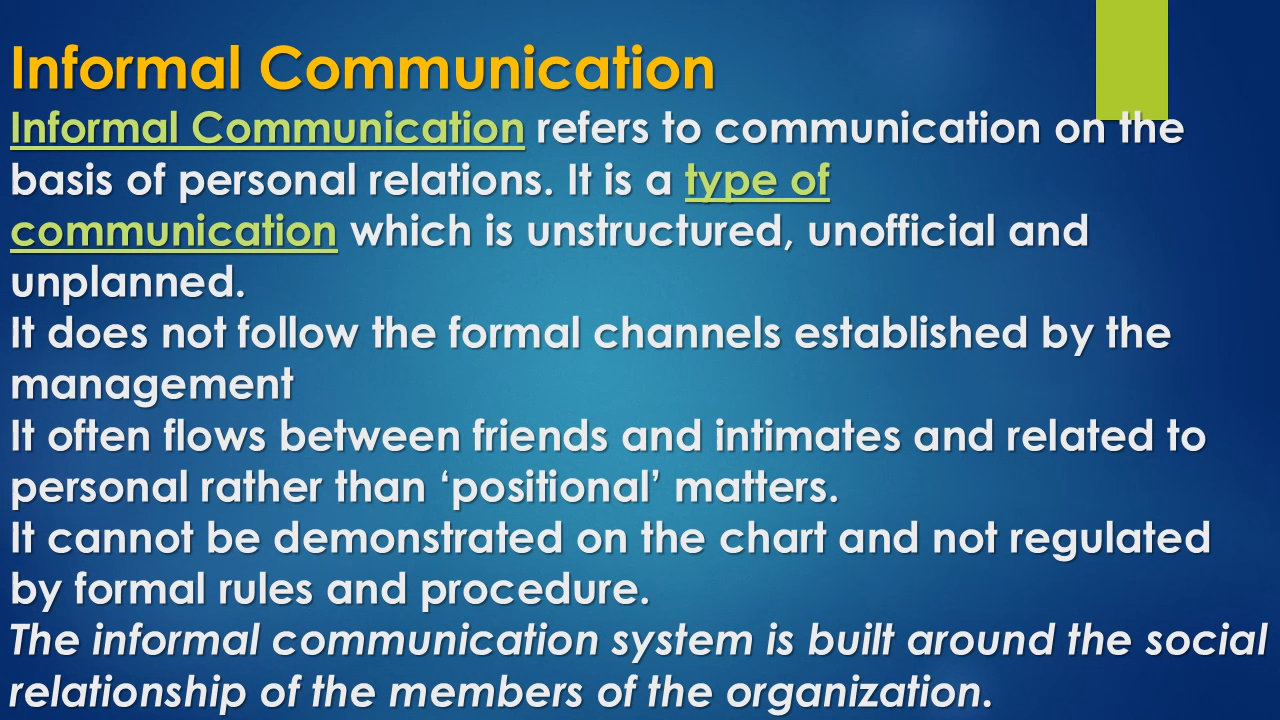 Informal Communication
Informal Communication refers to communication on the
basis of personal relations. It is a type of
communication which is unstructured, unofficial and
unplanned.
It does not follow the formal channels established by the
management
It often flows between friends and intimates and related to
personal rather than ‘positional’ matters.
It cannot be demonstrated on the chart and not regulated
by formal rules and procedure.
The informal communication system is built around the social
relationship of the members of the organization.